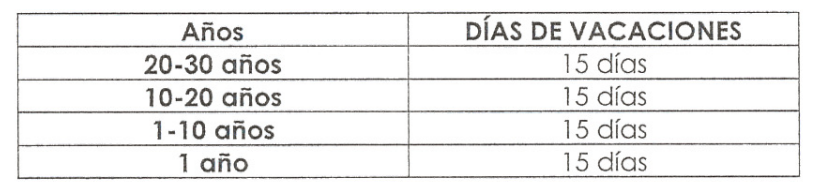 Años DÍAS DE VACACIONES
20-30 años 15 días
10-20 años 15 días
1-10 años 15 días
1 año 15 días